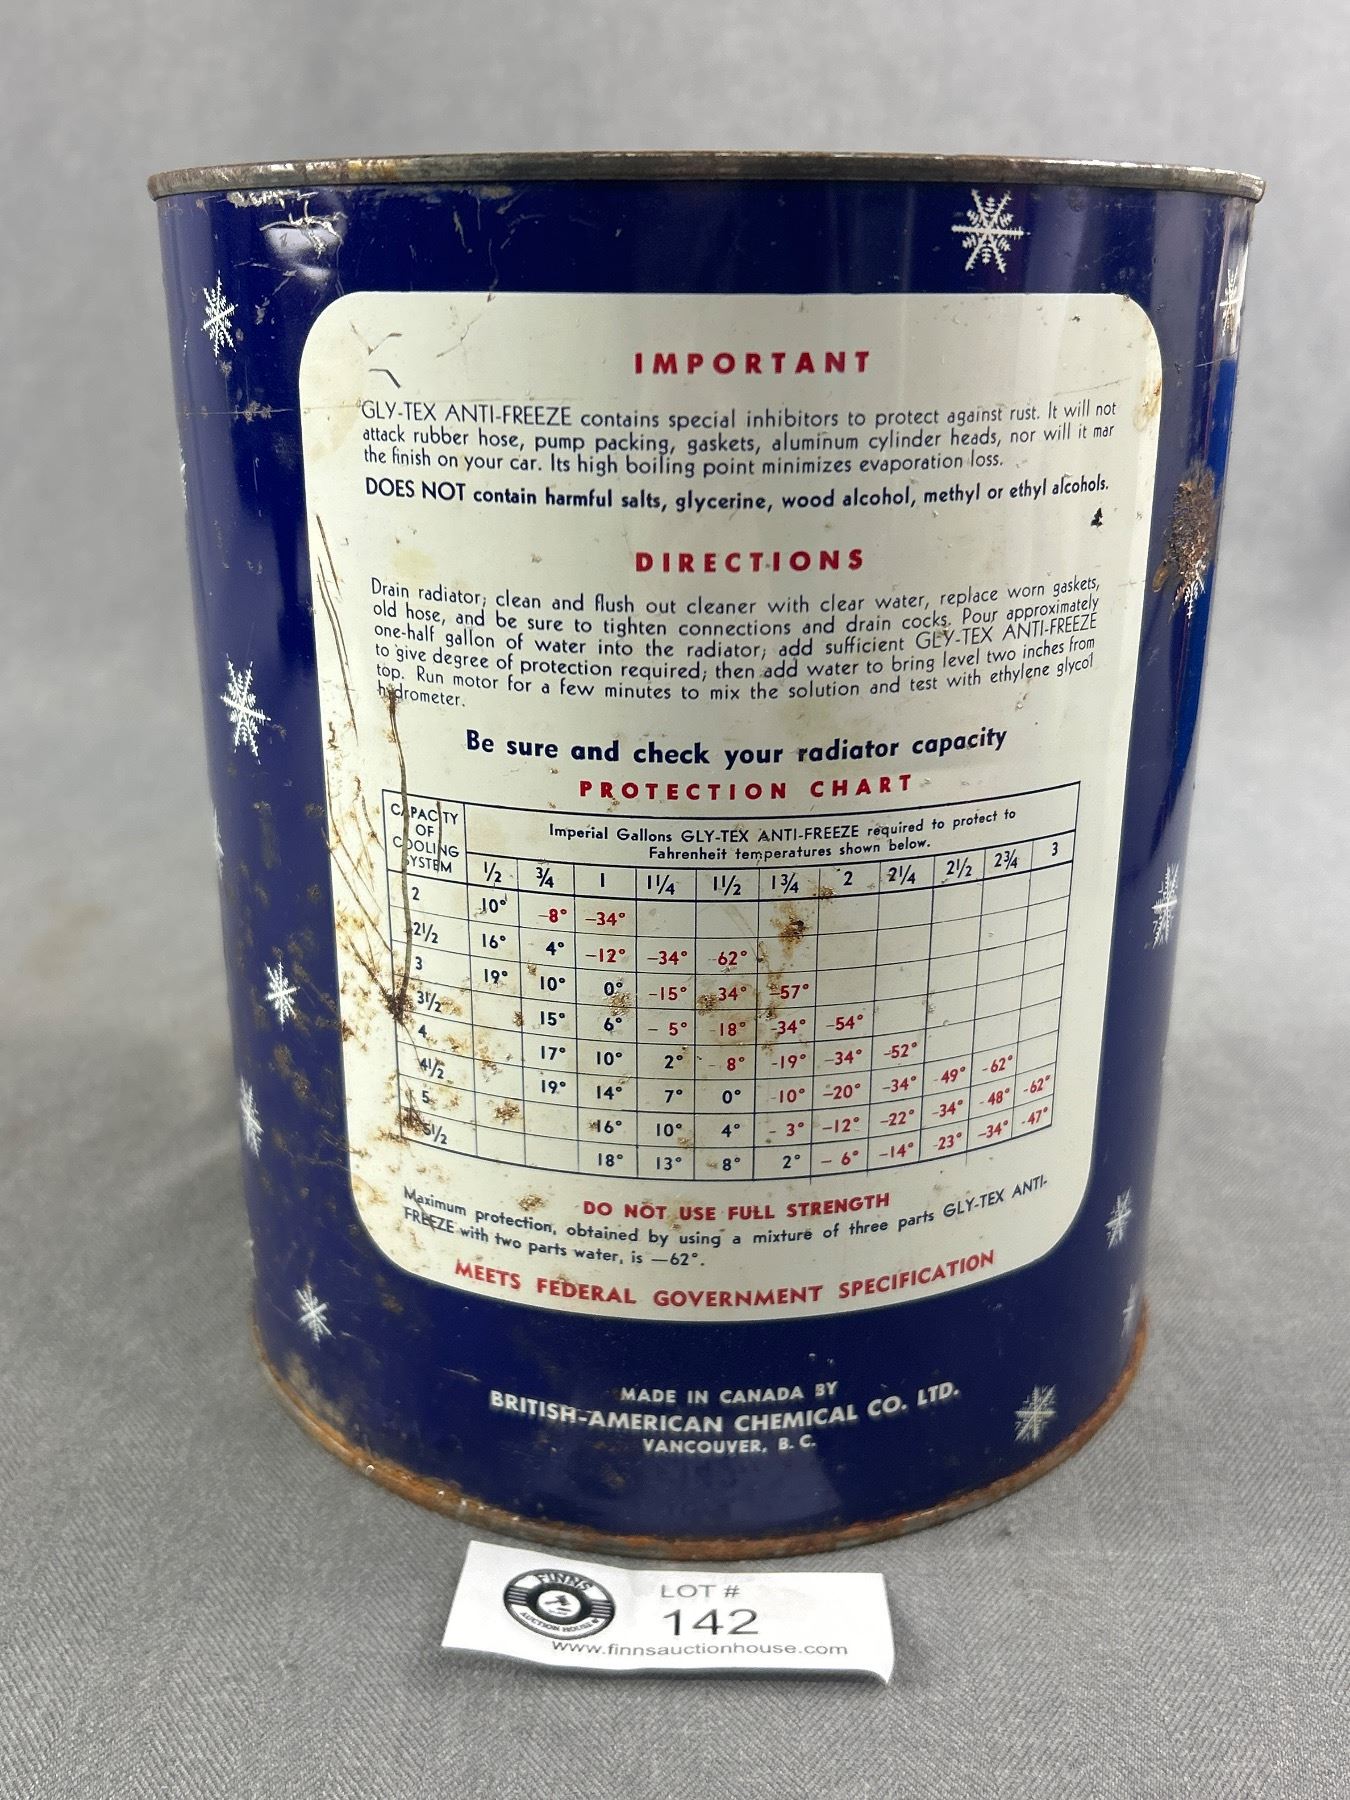 IMPORTANT
GLY-TEX ANTI-FREEZE contains special inhibitors to protect against rust. It will not
attack rubber hose, pump packing, gaskets, aluminum cylinder heads, nor will it mar
the finish on your car. Its high boiling point minimizes evaporation loss.
DOES NOT contain harmful salts, glycerine, wood alcohol, methyl or ethyl alcohols.
DIRECTIONS
Drain radiator; clean and flush out cleaner with clear water, replace worn gaskets,
old hose, and be sure to tighten connections and drain cocks. Pour approximately
one-half gallon of water into the radiator; add sufficient GLY-TEX ANTI-FREEZE
to give degree of protection required; then add water to bring level two inches from
top. Run motor for a few minutes to mix the solution and test with ethylene glycol
hydrometer.
Be sure and check your radiator capacity
PROTECTION CHART
CAPACITY
OF
COOLING
SYSTEM
Imperial Gallons GLY-TEX ANTI-FREEZE required to protect to
Fahrenheit temperatures shown below.
1/2 3/4 1 1 1/4 1 1/2 1 3/4 2 2 1/4 2 1/2 2 3/4 3
2 10° -8° -34°
2 1/2 16° 4° -12° -34° -62°
3 19° 10° 0° -15° -34° -57°
3 1/2 15° 6° -5° -18° -34° -54°
4 17° 10° 2° -8° -19° -34° -52°
4 1/2 19° 14° 7° 0° -10° -20° -34° -49° -62°
5 16° 10° 4° -3° -12° -22° -34° -48° -62°
5 1/2 18° 13° 8° 2° -6° -14° -23° -34° -47°
DO NOT USE FULL STRENGTH
Maximum protection, obtained by using a mixture of three parts GLY-TEX ANTI-
FREEZE with two parts water, is —62°.
MEETS FEDERAL GOVERNMENT SPECIFICATION
MADE IN CANADA BY
BRITISH-AMERICAN CHEMICAL CO. LTD.
VANCOUVER, B. C.
FINNS
AUCTION HOUSE
LOT #
142
www.finnsauctionhouse.com